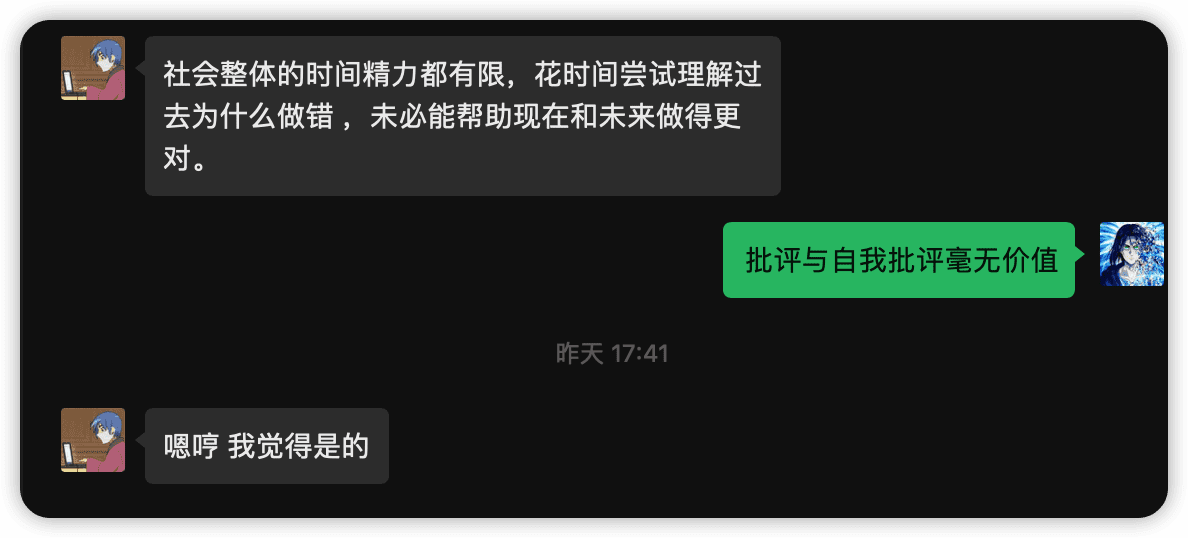 社会整体的时间精力都有限，花时间尝试理解过
去为什么做错 ，未必能帮助现在和未来做得更
对。
批评与自我批评毫无价值
昨天 17:41
嗯哼 我觉得是的